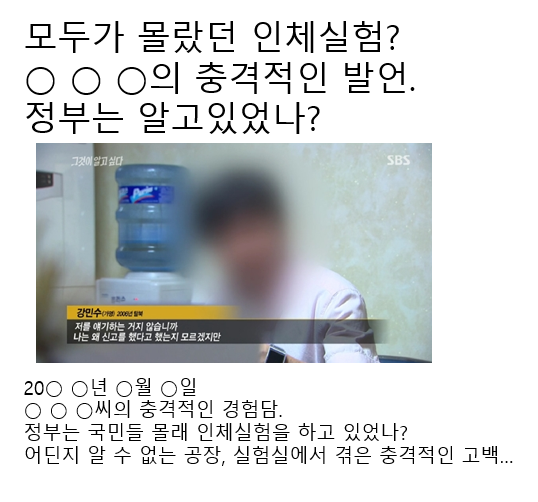 모두가 몰랐던 인체실험?
○ ○ ○의 충격적인 발언.
정부는 알고있었나?
그것이 알고 싶다
SBS
강민수(가명) 2006년 탈북
저를 얘기하는 거지 않습니까
나는 왜 신고를 했다고 했는지 모르겠지만
20○ ○년 ○월 ○일
○ ○ ○씨의 충격적인 경험담.
정부는 국민들 몰래 인체실험을 하고 있었나?
어딘지 알 수 없는 공장, 실험실에서 겪은 충격적인 고백...